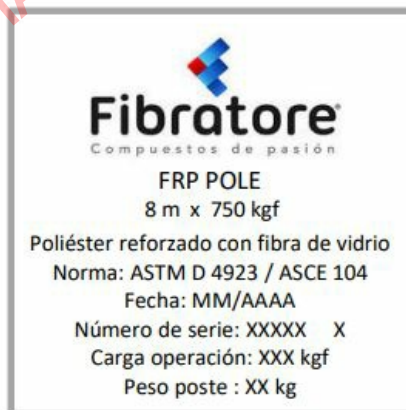 Fibratore
Compuestos de pasión
FRP POLE
8 m x 750 kgf
Poliéster reforzado con fibra de vidrio
Norma: ASTM D 4923 / ASCE 104
Fecha: MM/AAAA
Número de serie: XXXXX X
Carga operación: XXX kgf
Peso poste : XX kg